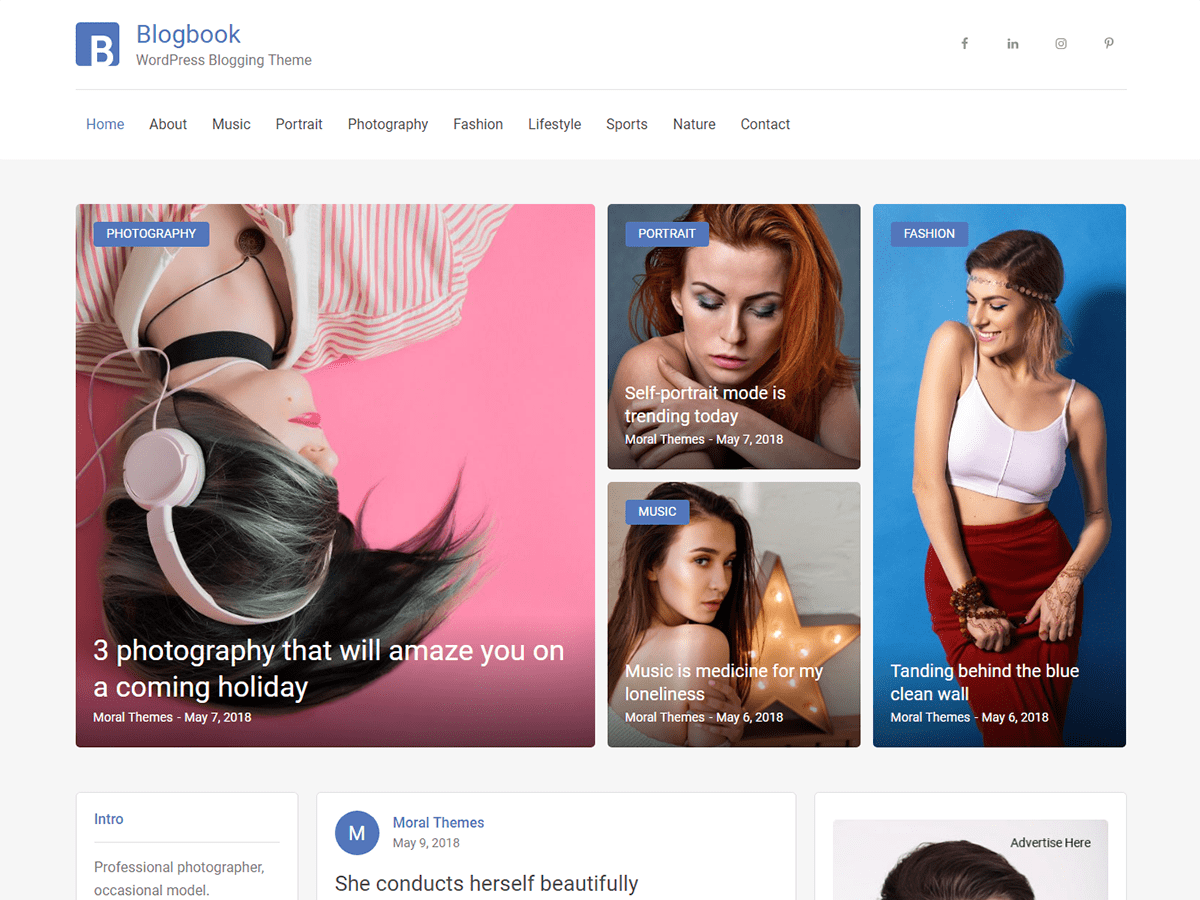 B
Blogbook
WordPress Blogging Theme
Home About Music Portrait Photography Fashion Lifestyle Sports Nature Contact
PHOTOGRAPHY
3 photography that will amaze you on
a coming holiday
Moral Themes - May 7, 2018
PORTRAIT
Self-portrait mode is
trending today
Moral Themes - May 7, 2018
MUSIC
Music is medicine for my
loneliness
Moral Themes - May 6, 2018
FASHION
Tanding behind the blue
clean wall
Moral Themes - May 6, 2018
Intro
Professional photographer,
occasional model.
M
Moral Themes
May 9, 2018
She conducts herself beautifully
Advertise Here